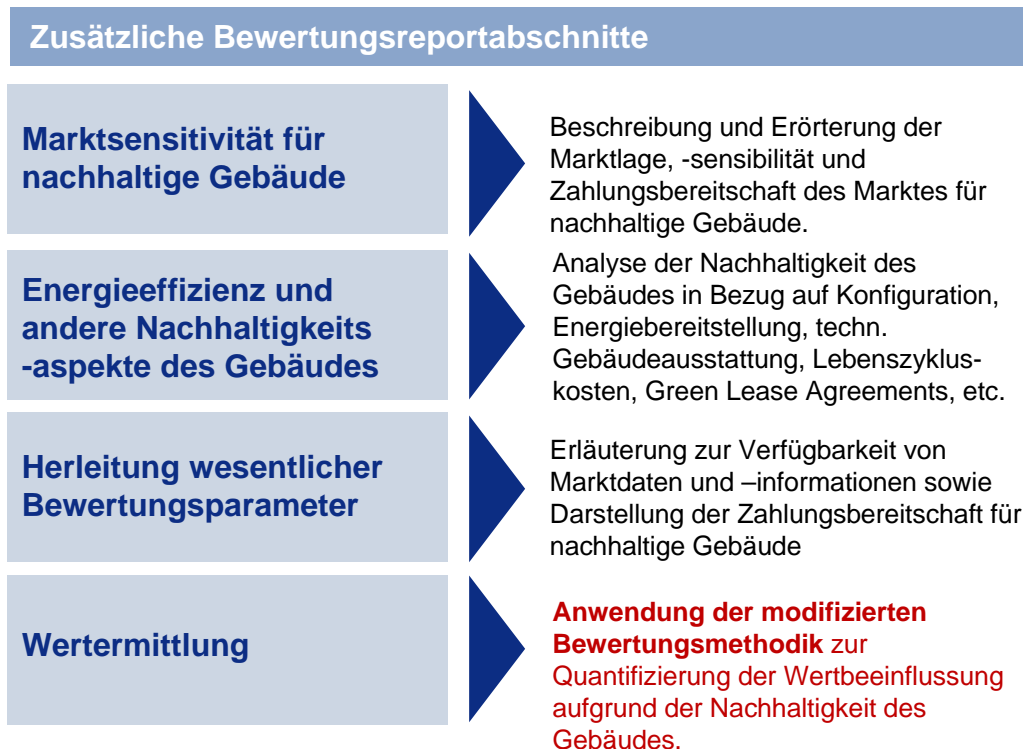 Zusätzliche Bewertungsreportabschnitte
Marktsensitivität für
nachhaltige Gebäude
Beschreibung und Erörterung der
Marktlage, -sensibilität und
Zahlungsbereitschaft des Marktes für
nachhaltige Gebäude.
Energieeffizienz und
andere Nachhaltigkeits
-aspekte des Gebäudes
Analyse der Nachhaltigkeit des
Gebäudes in Bezug auf Konfiguration,
Energiebereitstellung, techn.
Gebäudeausstattung, Lebenszyklus-
kosten, Green Lease Agreements, etc.
Herleitung wesentlicher
Bewertungsparameter
Erläuterung zur Verfügbarkeit von
Marktdaten und –informationen sowie
Darstellung der Zahlungsbereitschaft für
nachhaltige Gebäude
Wertermittlung
Anwendung der modifizierten
Bewertungsmethodik zur
Quantifizierung der Wertbeeinflussung
aufgrund der Nachhaltigkeit des
Gebäudes.